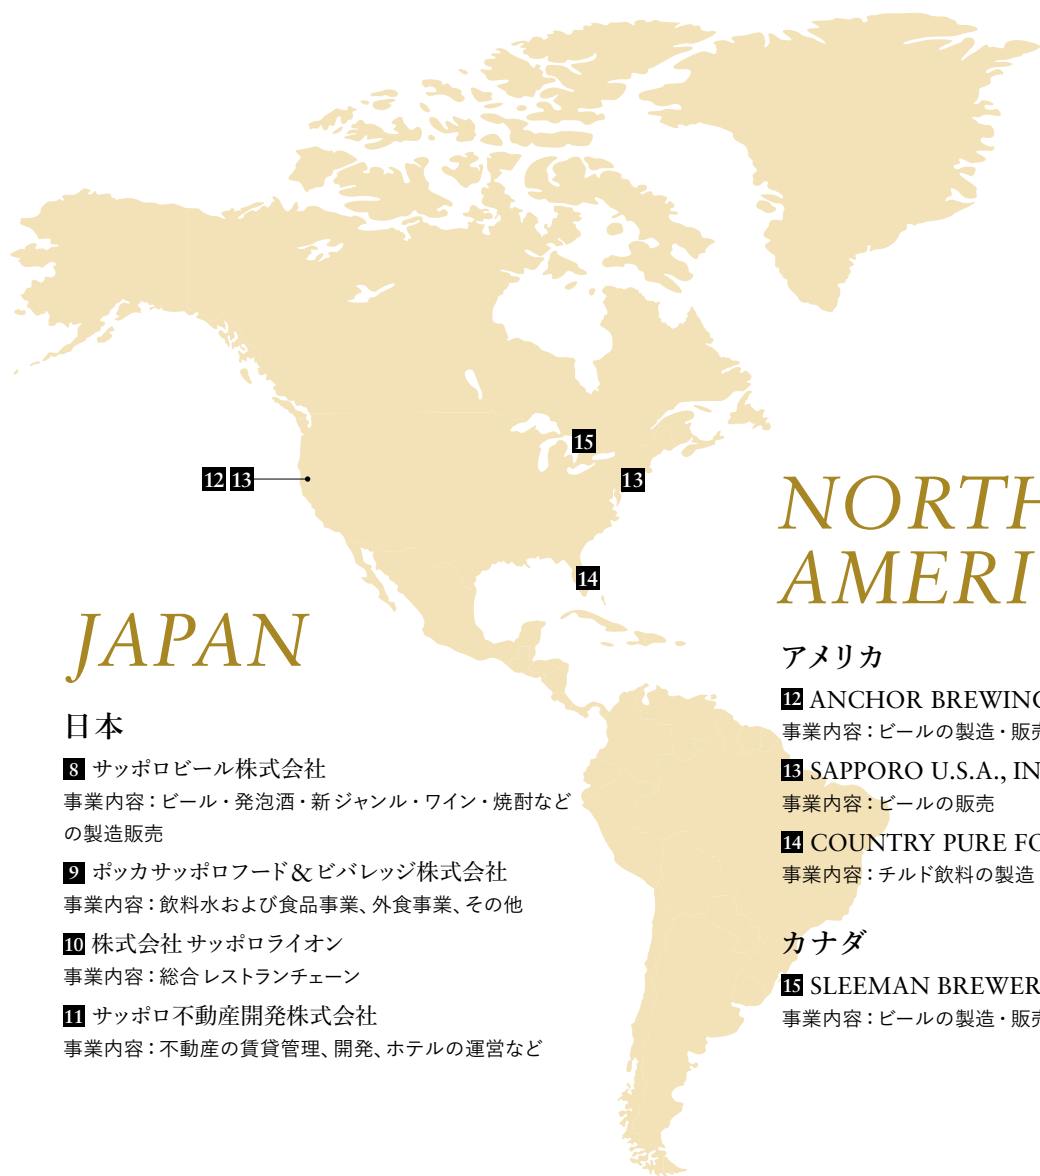 15
12 13
13
14
JAPAN
日本
8 サッポロビール株式会社
事業内容：ビール・発泡酒・新ジャンル・ワイン・焼酎など
の製造販売
9 ポッカサッポロフード＆ビバレッジ株式会社
事業内容：飲料水および食品事業、外食事業、その他
10 株式会社サッポロライオン
事業内容：総合レストランチェーン
11 サッポロ不動産開発株式会社
事業内容：不動産の賃貸管理、開発、ホテルの運営など
NORTH
AMERI
アメリカ
12 ANCHOR BREWING
事業内容：ビールの製造・販売
13 SAPPORO U.S.A., IN
事業内容：ビールの販売
14 COUNTRY PURE FO
事業内容：チルド飲料の製造
カナダ
15 SLEEMAN BREWER
事業内容：ビールの製造・販売